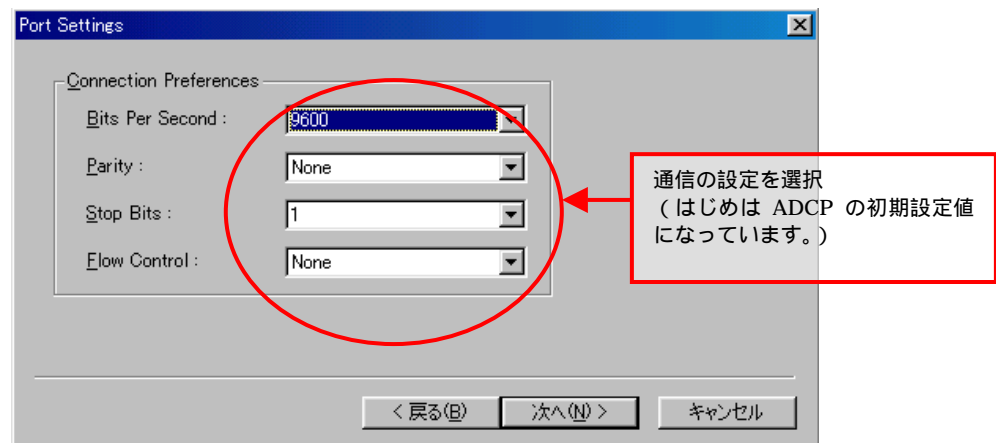 Port Settings
Connection Preferences
Bits Per Second :
9600
Parity :
None
Stop Bits :
1
Flow Control :
None
通信の設定を選択
(はじめは ADCP の初期設定値
になっています。)
< 戻る(B)
次へ(N) >
キャンセル